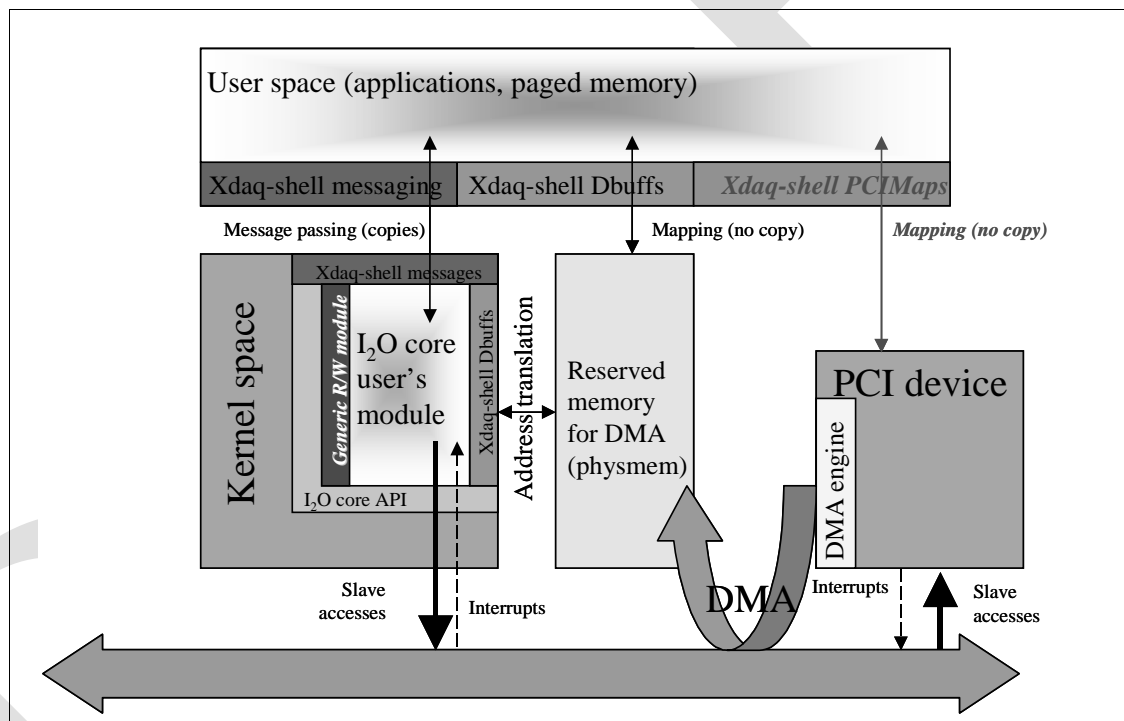 User space (applications, paged memory)
Xdaq-shell messaging
Xdaq-shell Dbuffs
Xdaq-shell PCIMaps
Message passing (copies)
Mapping (no copy)
Mapping (no copy)
Kernel space
Xdaq-shell messages
Generic R/W module
I₂O core
user's
module
Xdaq-shell Dbuffs
I₂O core API
Address translation
Reserved
memory
for DMA
(physmem)
PCI device
DMA engine
DMA
Slave
accesses
Interrupts
Interrupts
Slave
accesses